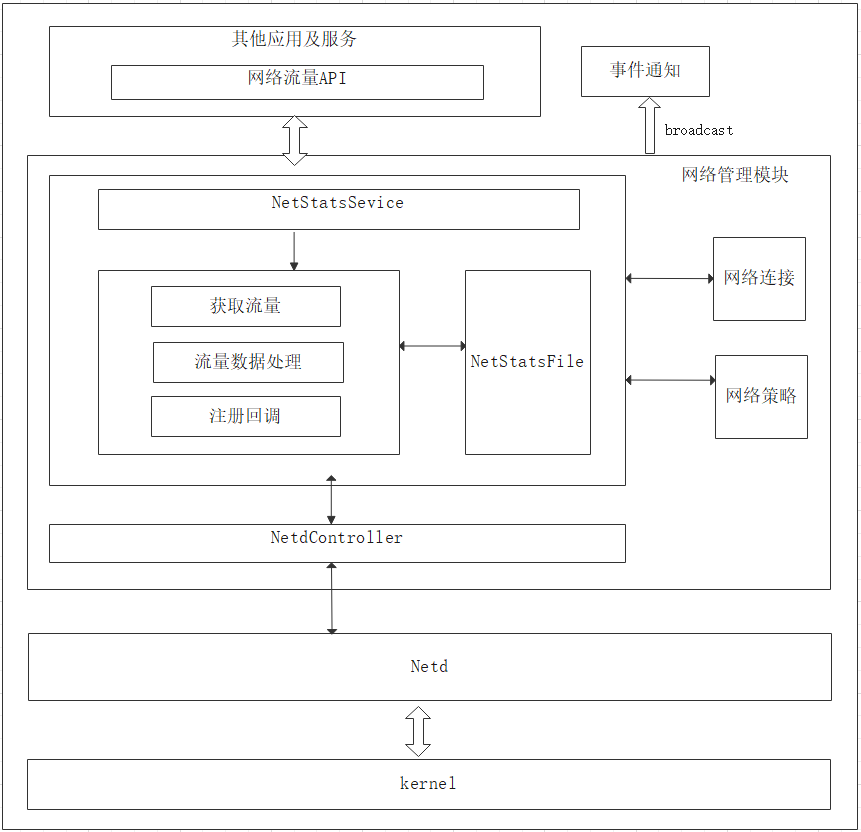 其他应用及服务
网络流量API
事件通知
broadcast
网络管理模块
NetStatsSevice
获取流量
流量数据处理
注册回调
NetStatsFile
网络连接
网络策略
NetdController
Netd
kernel